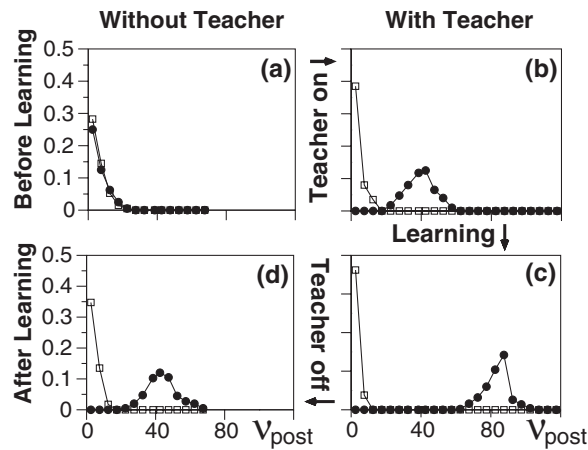 Without Teacher
With Teacher
Before Learning
0.5
0.4
0.3
0.2
0.1
0
(a)
Teacher on
(b)
Learning
After Learning
0.5
0.4
0.3
0.2
0.1
0
(d)
Teacher off
(c)
0 40 80 νpost
0 40 80 νpost